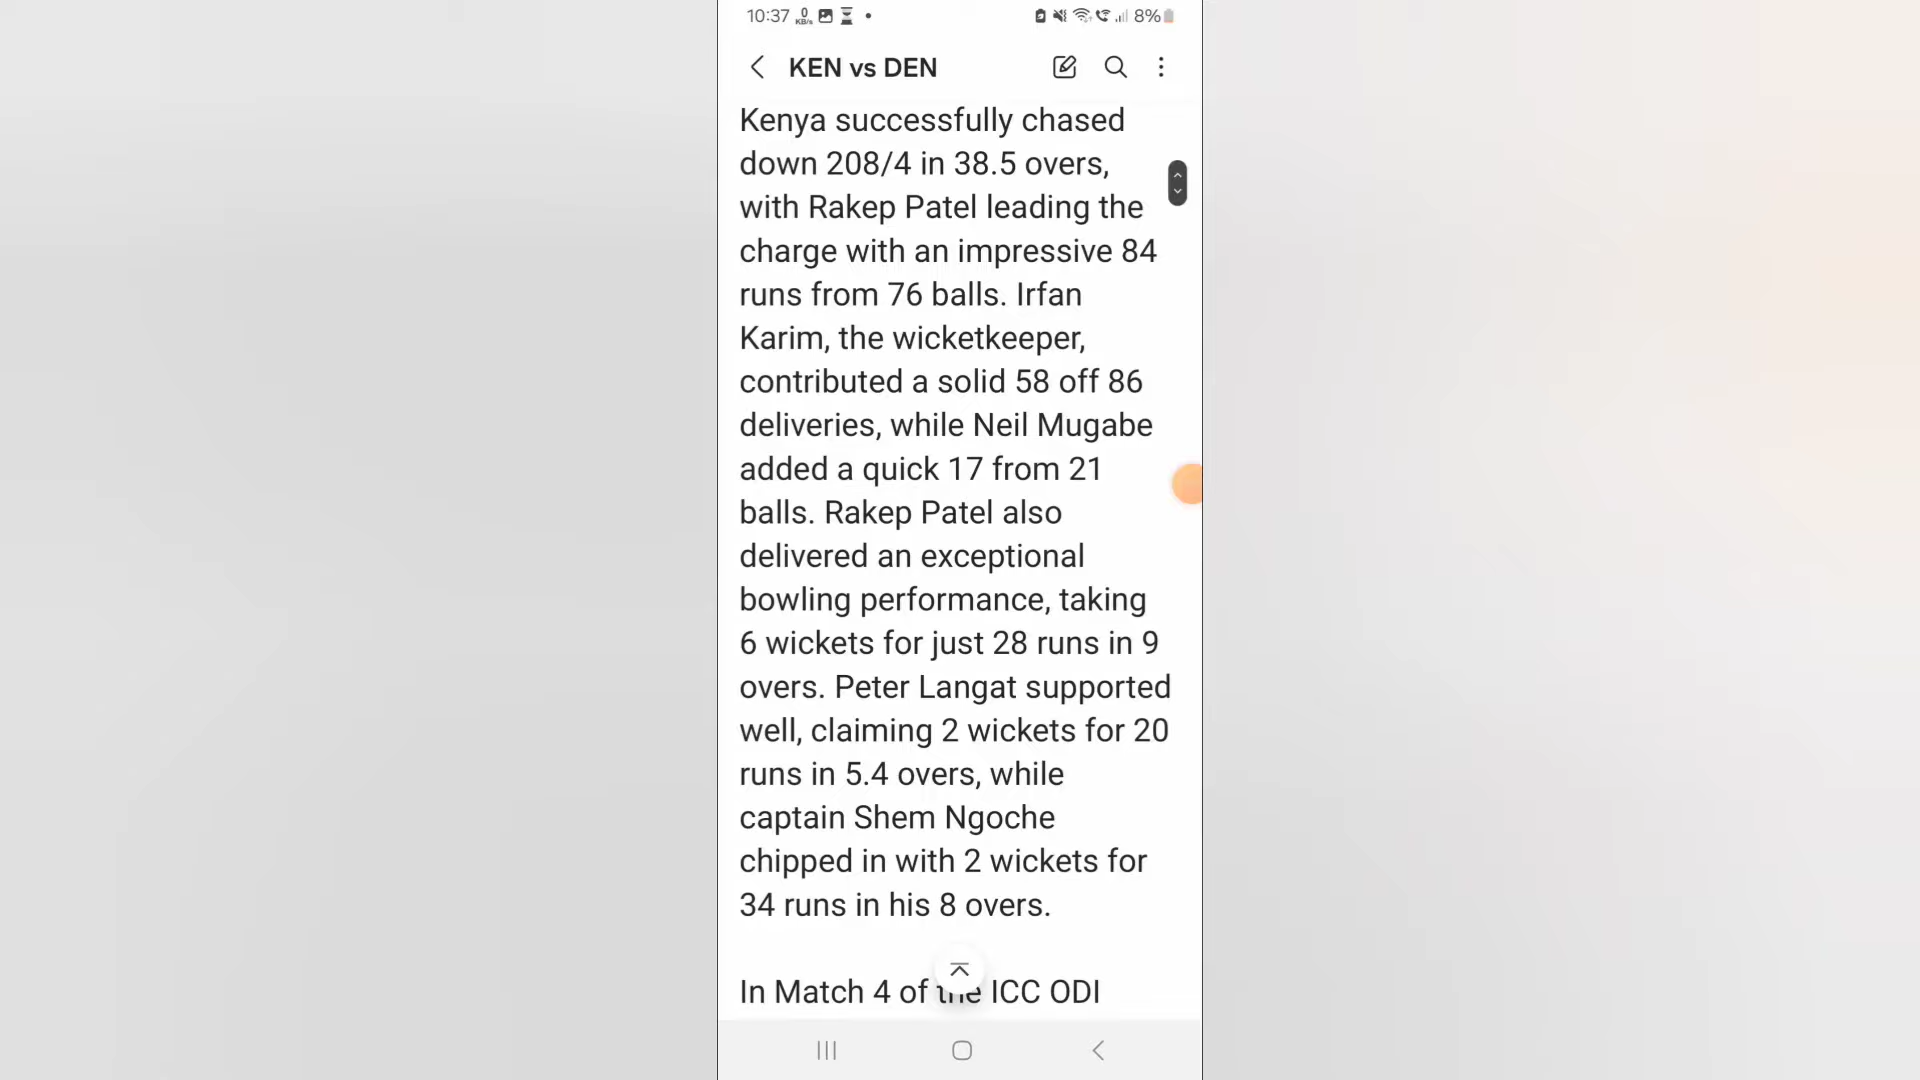 10:37 0 KB/s 8%
KEN vs DEN
Kenya successfully chased
down 208/4 in 38.5 overs,
with Rakep Patel leading the
charge with an impressive 84
runs from 76 balls. Irfan
Karim, the wicketkeeper,
contributed a solid 58 off 86
deliveries, while Neil Mugabe
added a quick 17 from 21
balls. Rakep Patel also
delivered an exceptional
bowling performance, taking
6 wickets for just 28 runs in 9
overs. Peter Langat supported
well, claiming 2 wickets for 20
runs in 5.4 overs, while
captain Shem Ngoche
chipped in with 2 wickets for
34 runs in his 8 overs.
In Match 4 of the ICC ODI